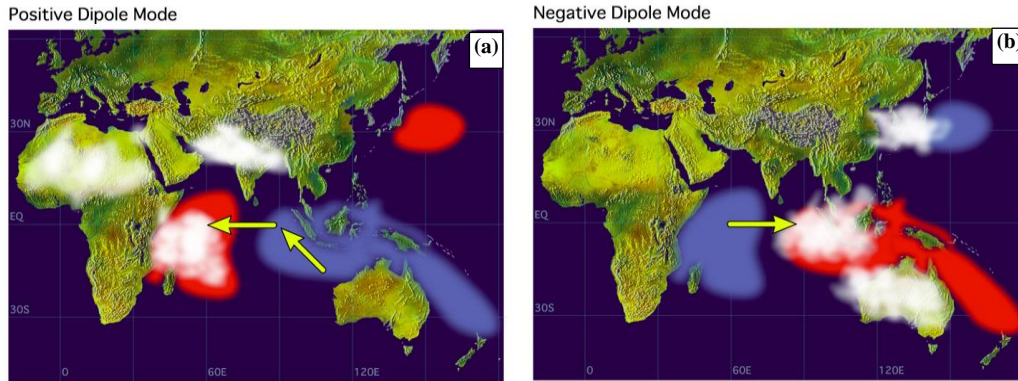 Positive Dipole Mode
(a)
30N
EQ
30S
0
60E
120E
Negative Dipole Mode
(b)
30N
EQ
30S
0
60E
120E